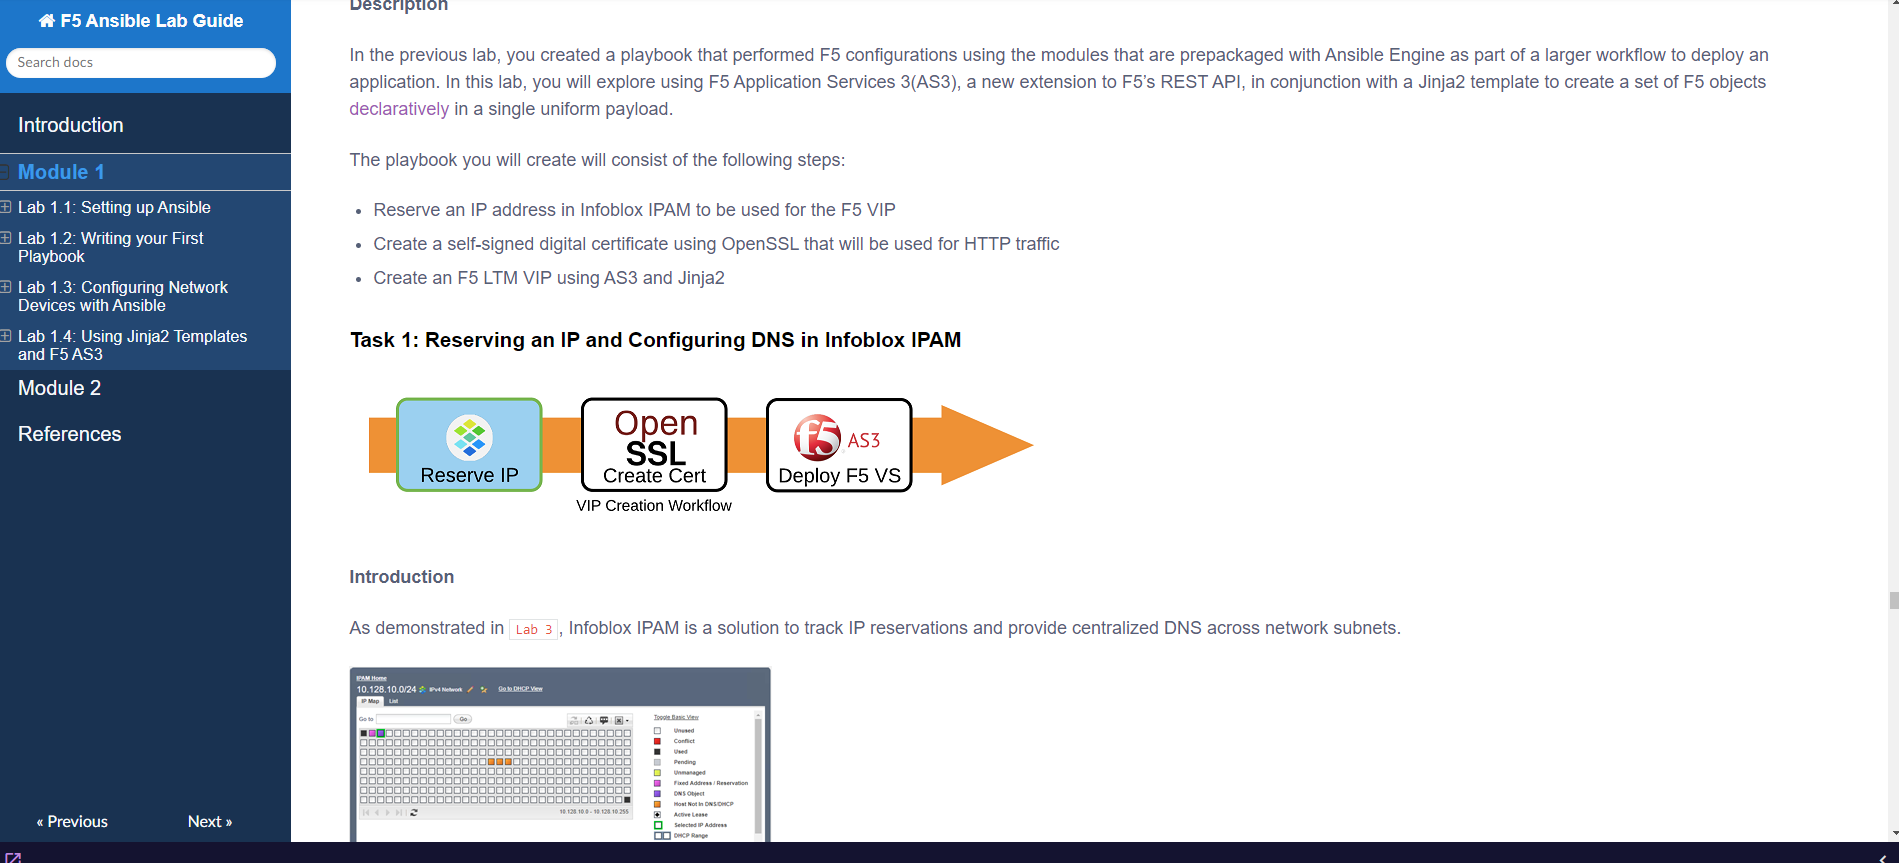 F5 Ansible Lab Guide
Search docs
Introduction
Module 1
Lab 1.1: Setting up Ansible
Lab 1.2: Writing your First
Playbook
Lab 1.3: Configuring Network
Devices with Ansible
Lab 1.4: Using Jinja2 Templates
and F5 AS3
Module 2
References
« Previous
Next »
Description
In the previous lab, you created a playbook that performed F5 configurations using the modules that are prepackaged with Ansible Engine as part of a larger workflow to deploy an
application. In this lab, you will explore using F5 Application Services 3(AS3), a new extension to F5’s REST API, in conjunction with a Jinja2 template to create a set of F5 objects
declaratively in a single uniform payload.
The playbook you will create will consist of the following steps:
• Reserve an IP address in Infoblox IPAM to be used for the F5 VIP
• Create a self-signed digital certificate using OpenSSL that will be used for HTTP traffic
• Create an F5 LTM VIP using AS3 and Jinja2
Task 1: Reserving an IP and Configuring DNS in Infoblox IPAM
Reserve IP
Open
SSL
Create Cert
f5 AS3
Deploy F5 VS
VIP Creation Workflow
Introduction
As demonstrated in Lab 3, Infoblox IPAM is a solution to track IP reservations and provide centralized DNS across network subnets.
IPAM Home
10.128.10.0/24 IPv4 Network Go to DHCP View
IP Map List
Go to Go
Toggle Basic View
Unused
Conflict
Used
Pending
Unmanaged
Fixed Address / Reservation
DNS Object
Host Not In DNS/DHCP
Active Lease
Selected IP Address
DHCP Range
10.128.10.0 - 10.128.10.255